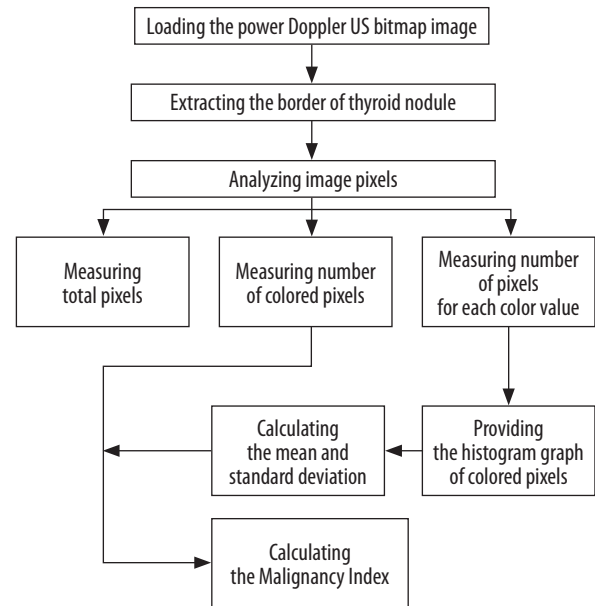 Loading the power Doppler US bitmap image
Extracting the border of thyroid nodule
Analyzing image pixels
Measuring
total pixels
Measuring number
of colored pixels
Measuring number
of pixels
for each color value
Calculating
the mean and
standard deviation
Providing
the histogram graph
of colored pixels
Calculating
the Malignancy Index